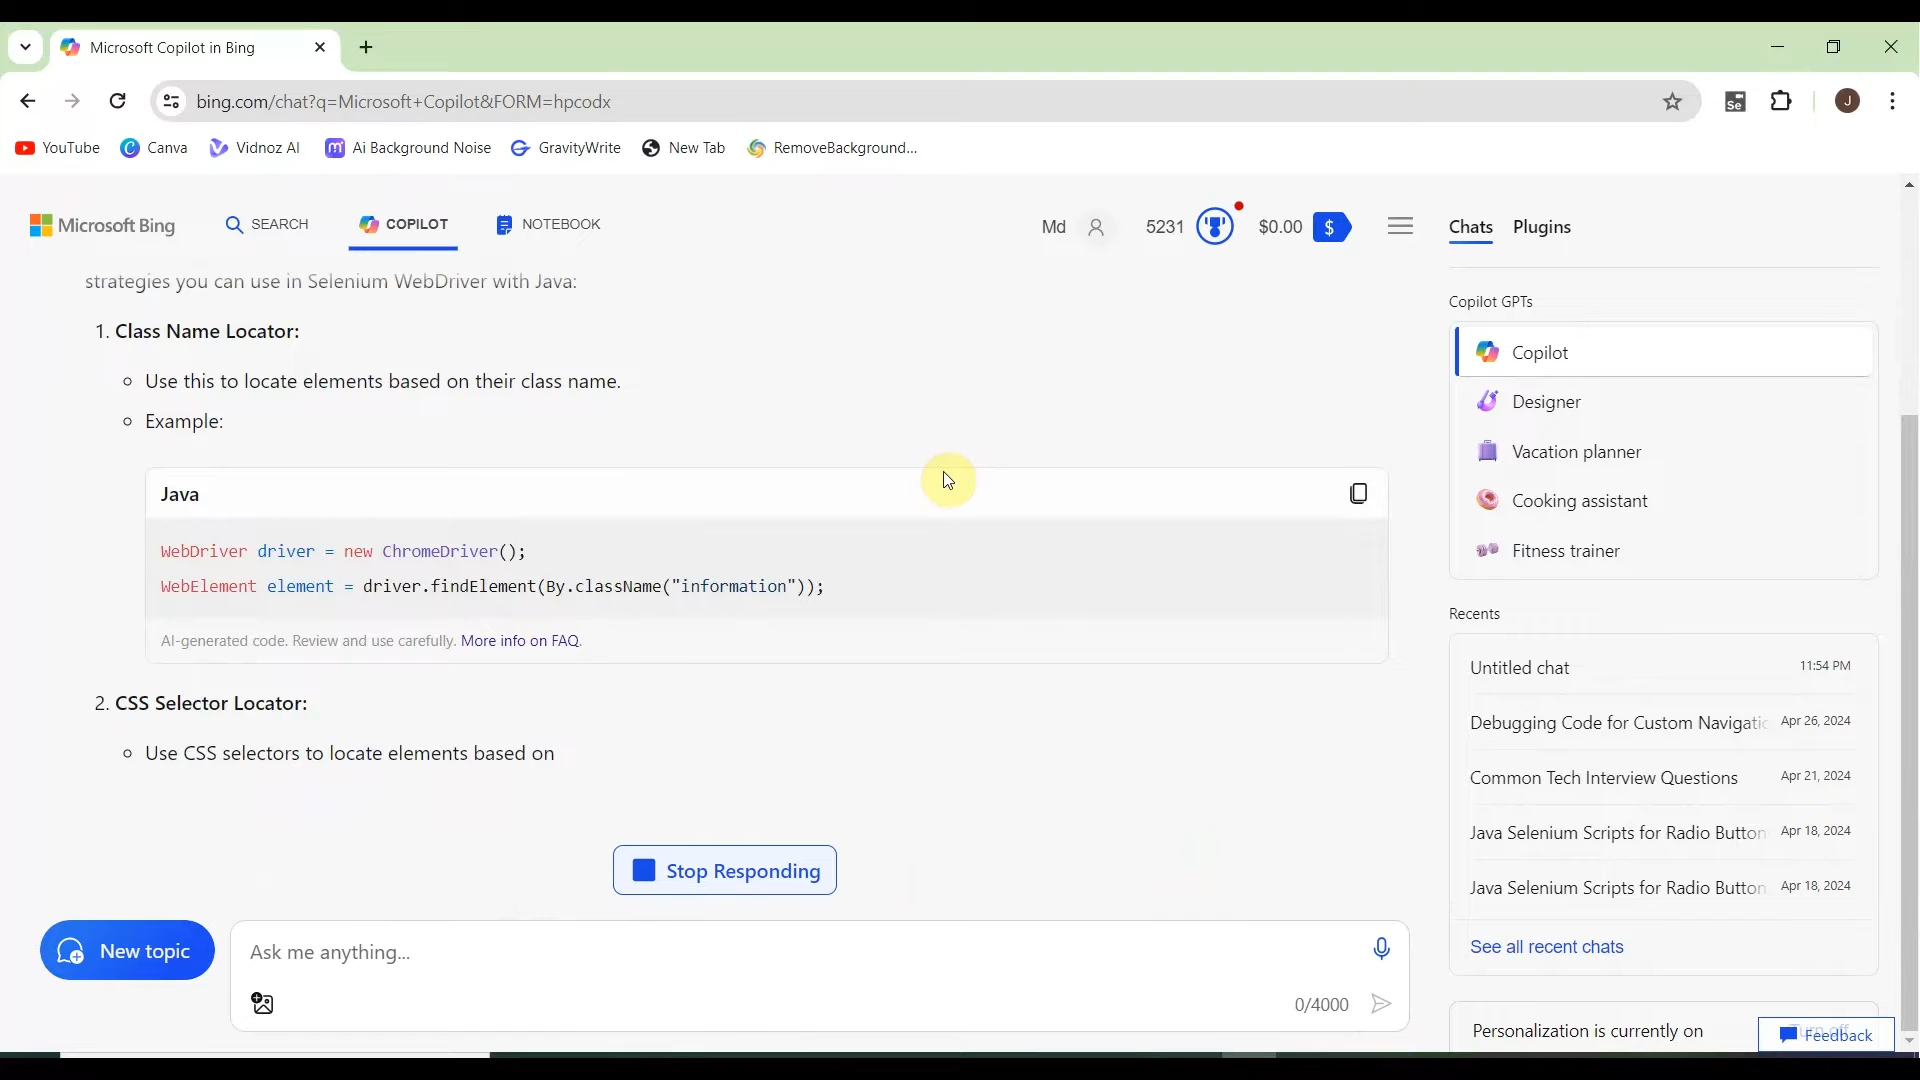 Microsoft Copilot in Bing
bing.com/chat?q=Microsoft+Copilot&FORM=hpcodx
Se
J
YouTube
Canva
Vidnoz AI
Ai Background Noise
GravityWrite
New Tab
RemoveBackground...
Microsoft Bing
SEARCH
COPILOT
NOTEBOOK
Md
5231
$0.00
$
Chats
Plugins
strategies you can use in Selenium WebDriver with Java:
1. Class Name Locator:
Use this to locate elements based on their class name.
Example:
Java
WebDriver driver = new ChromeDriver();
WebElement element = driver.findElement(By.className("information"));
AI-generated code. Review and use carefully. More info on FAQ.
2. CSS Selector Locator:
Use CSS selectors to locate elements based on
Stop Responding
New topic
Ask me anything...
0/4000
Copilot GPTs
Copilot
Designer
Vacation planner
Cooking assistant
Fitness trainer
Recents
Untitled chat 11:54 PM
Debugging Code for Custom Navigatio Apr 26, 2024
Common Tech Interview Questions Apr 21, 2024
Java Selenium Scripts for Radio Button Apr 18, 2024
Java Selenium Scripts for Radio Button Apr 18, 2024
See all recent chats
Personalization is currently on
Turn off
Feedback